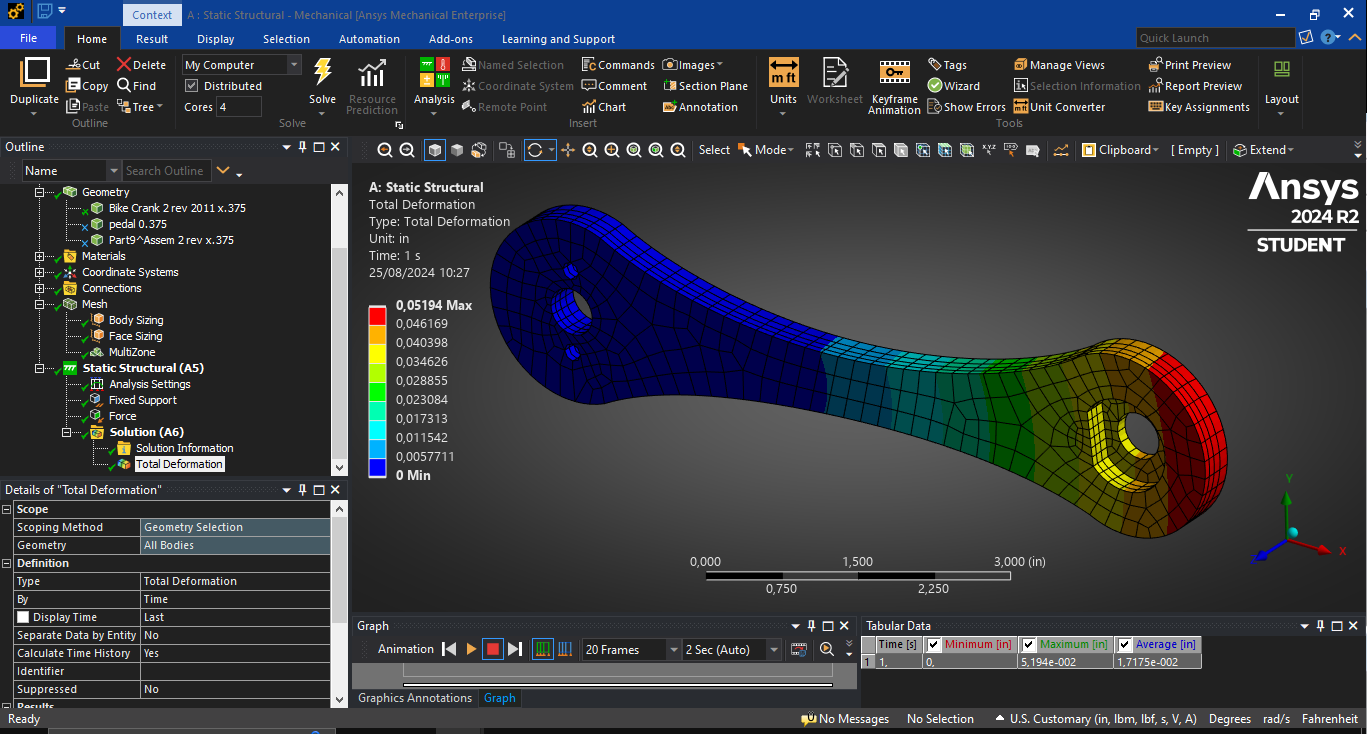 Context
A : Static Structural - Mechanical [Ansys Mechanical Enterprise]
File
Home
Result
Display
Selection
Automation
Add-ons
Learning and Support
Quick Launch
Duplicate
Cut
Copy
Paste
Delete
Find
Tree
Outline
My Computer
Distributed
Cores 4
Solve
Resource Prediction
Solve
Analysis
Named Selection
Coordinate System
Remote Point
Commands
Comment
Chart
Images
Section Plane
Annotation
Insert
Units
Worksheet
Keyframe Animation
Tags
Wizard
Show Errors
Manage Views
Selection Information
Unit Converter
Print Preview
Report Preview
Key Assignments
Tools
Layout
Outline
Name
Search Outline
Select
Mode
Clipboard
[ Empty ]
Extend
Geometry
Bike Crank 2 rev 2011 x.375
pedal 0.375
Part9^Assem 2 rev x.375
Materials
Coordinate Systems
Connections
Mesh
Body Sizing
Face Sizing
MultiZone
Static Structural (A5)
Analysis Settings
Fixed Support
Force
Solution (A6)
Solution Information
Total Deformation
Details of "Total Deformation"
Scope
Scoping Method Geometry Selection
Geometry All Bodies
Definition
Type Total Deformation
By Time
Display Time Last
Separate Data by Entity No
Calculate Time History Yes
Identifier
Suppressed No
Results
A: Static Structural
Total Deformation
Type: Total Deformation
Unit: in
Time: 1 s
25/08/2024 10:27
0,05194 Max
0,046169
0,040398
0,034626
0,028855
0,023084
0,017313
0,011542
0,0057711
0 Min
Ansys
2024 R2
STUDENT
Y
X
Z
0,000 1,500 3,000 (in)
0,750 2,250
Graph
Animation
20 Frames
2 Sec (Auto)
Graphics Annotations
Graph
Tabular Data
Time [s] Minimum [in] Maximum [in] Average [in]
1 1, 0, 5,194e-002 1,7175e-002
Ready
No Messages
No Selection
U.S. Customary (in, lbm, lbf, s, V, A)
Degrees
rad/s
Fahrenheit